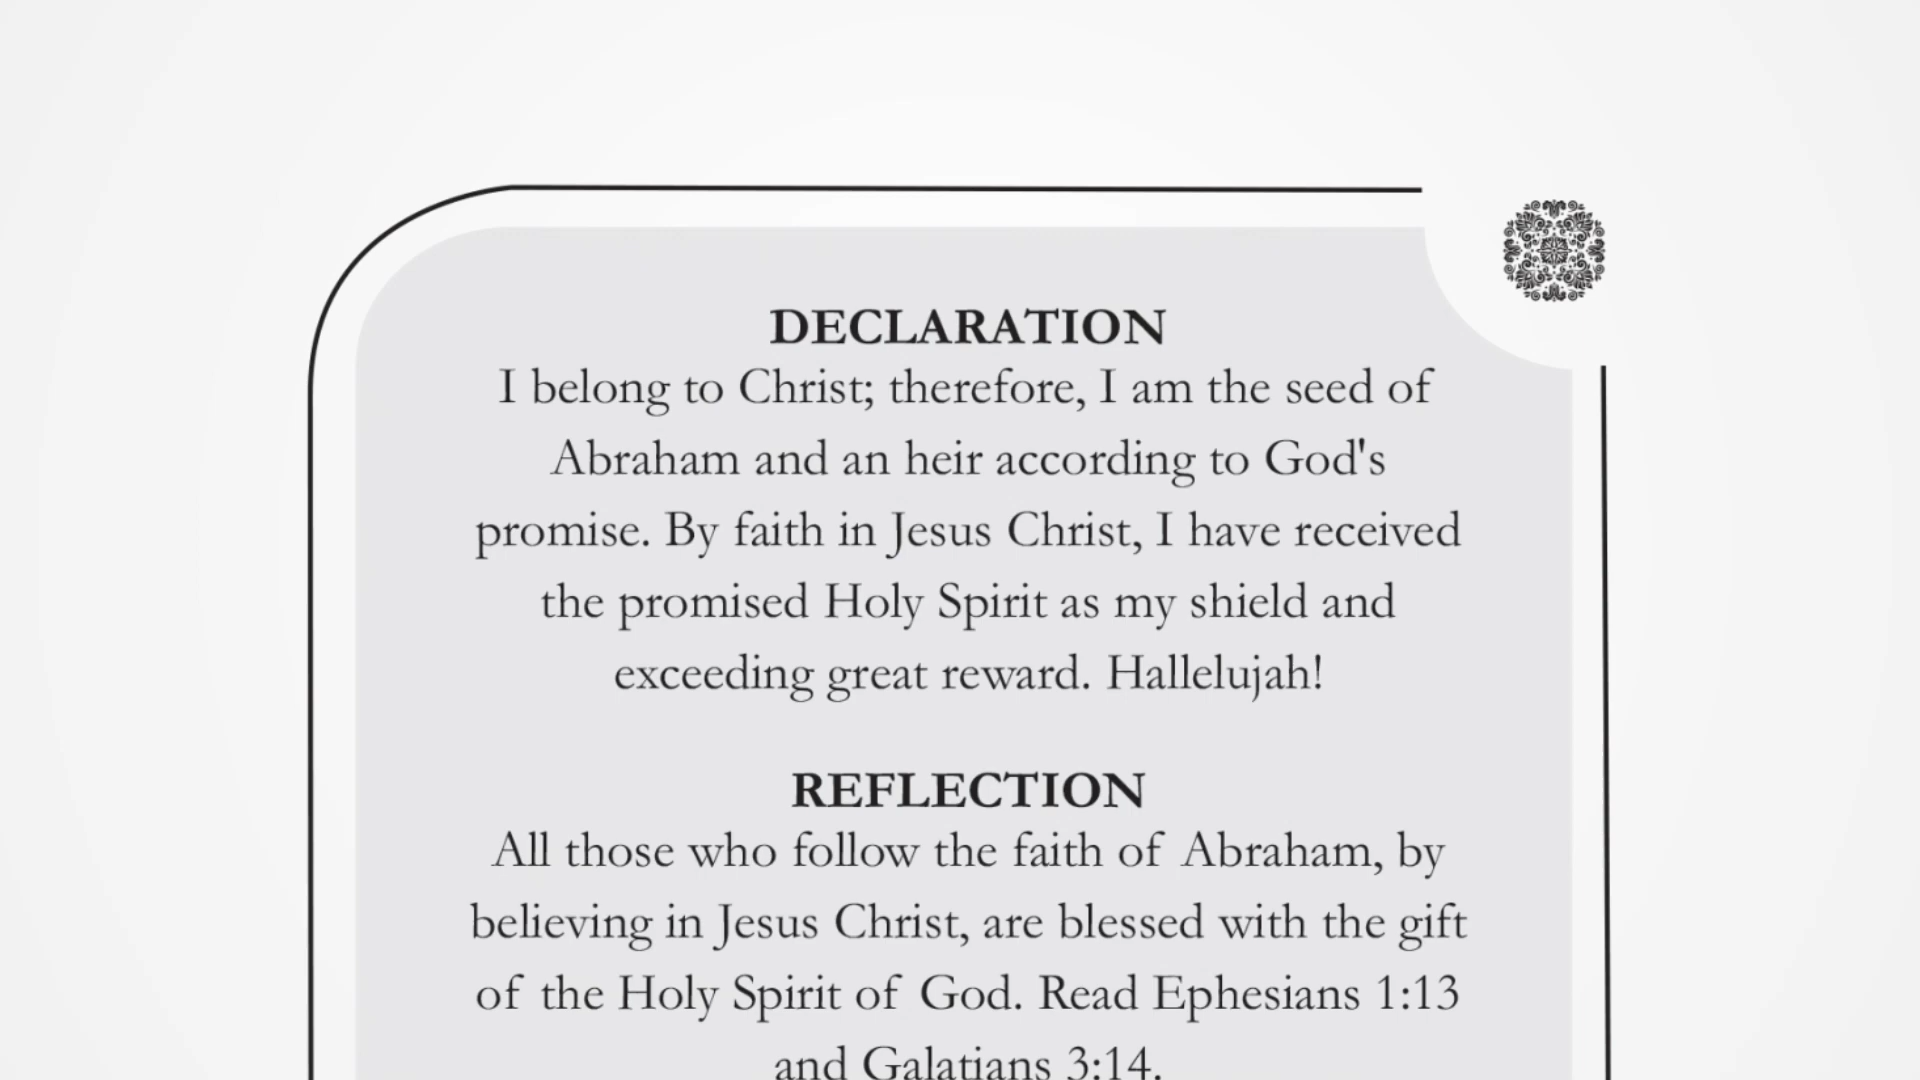 DECLARATION
I belong to Christ; therefore, I am the seed of
Abraham and an heir according to God's
promise. By faith in Jesus Christ, I have received
the promised Holy Spirit as my shield and
exceeding great reward. Hallelujah!
REFLECTION
All those who follow the faith of Abraham, by
believing in Jesus Christ, are blessed with the gift
of the Holy Spirit of God. Read Ephesians 1:13
and Galatians 3:14.